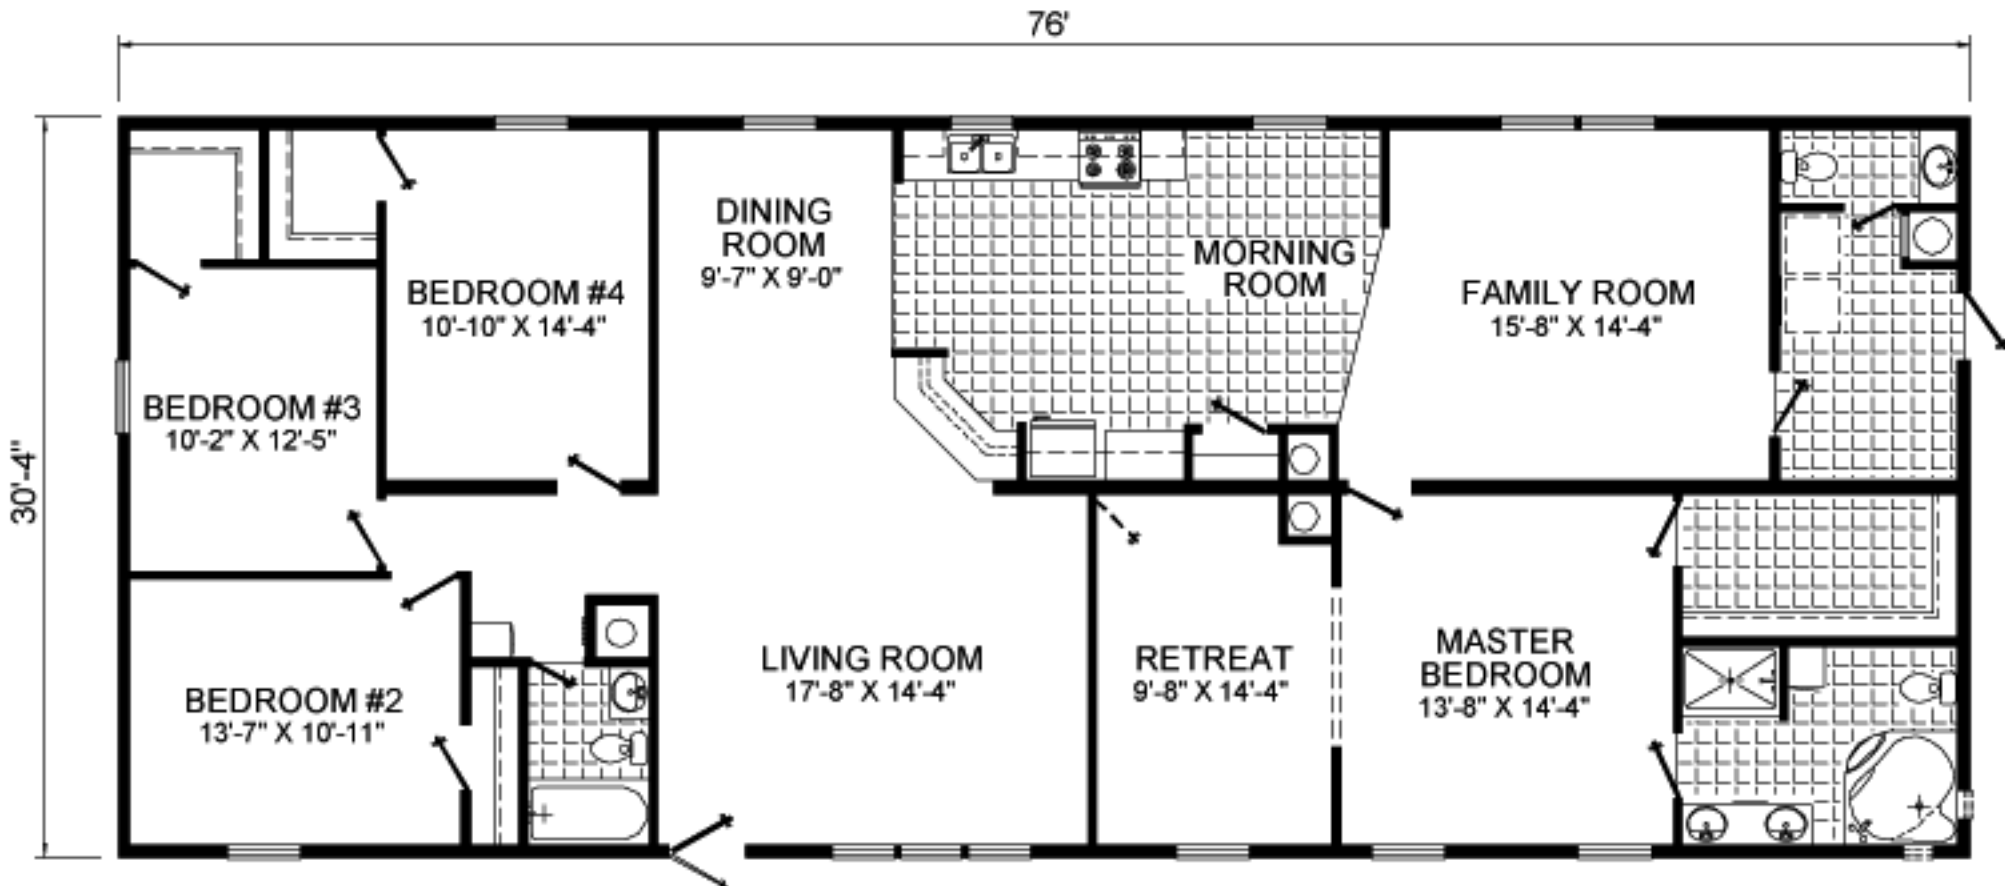 76'
30'-4"
DINING
ROOM
9'-7" X 9'-0"
MORNING
ROOM
BEDROOM #4
10'-10" X 14'-4"
FAMILY ROOM
15'-8" X 14'-4"
BEDROOM #3
10'-2" X 12'-5"
LIVING ROOM
17'-8" X 14'-4"
RETREAT
9'-8" X 14'-4"
MASTER
BEDROOM
13'-8" X 14'-4"
BEDROOM #2
13'-7" X 10'-11"